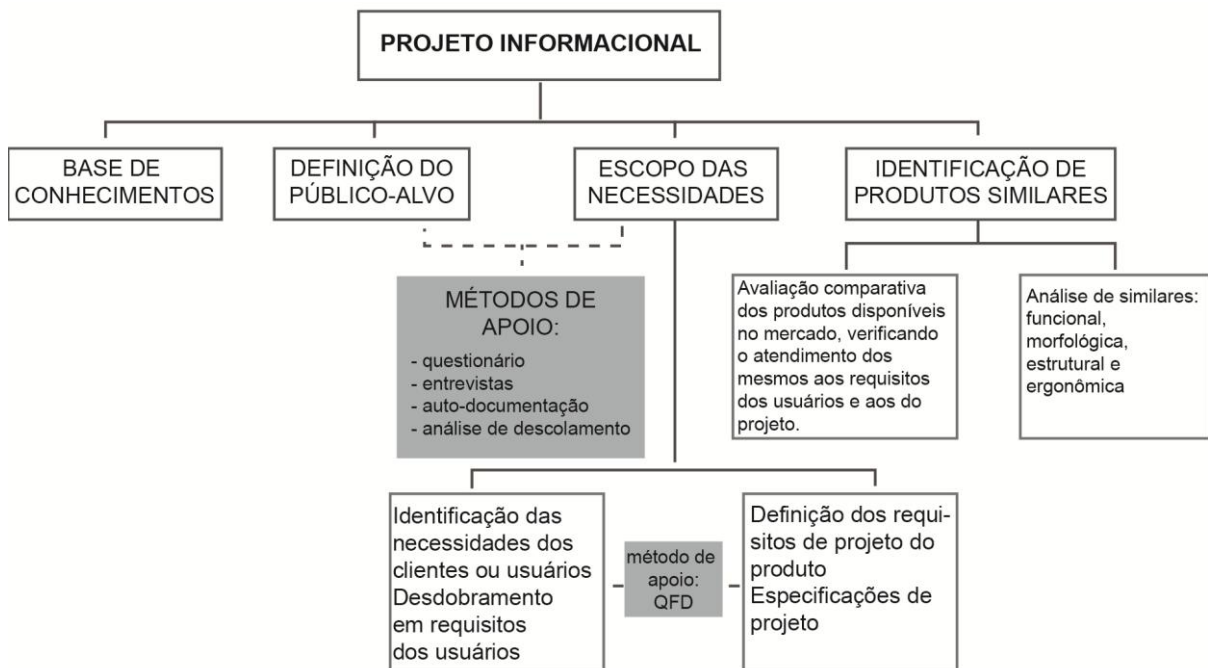 PROJETO INFORMACIONAL
BASE DE
CONHECIMENTOS
DEFINIÇÃO DO
PÚBLICO-ALVO
ESCOPO DAS
NECESSIDADES
IDENTIFICAÇÃO DE
PRODUTOS SIMILARES
MÉTODOS DE
APOIO:
- questionário
- entrevistas
- auto-documentação
- análise de descolamento
Avaliação comparativa
dos produtos disponíveis
no mercado, verificando
o atendimento dos
mesmos aos requisitos
dos usuários e aos do
projeto.
Análise de similares:
funcional,
morfológica,
estrutural e
ergonômica
Identificação das
necessidades dos
clientes ou usuários
Desdobramento
em requisitos
dos usuários
método de
apoio:
QFD
Definição dos requi-
sitos de projeto do
produto
Especificações de
projeto